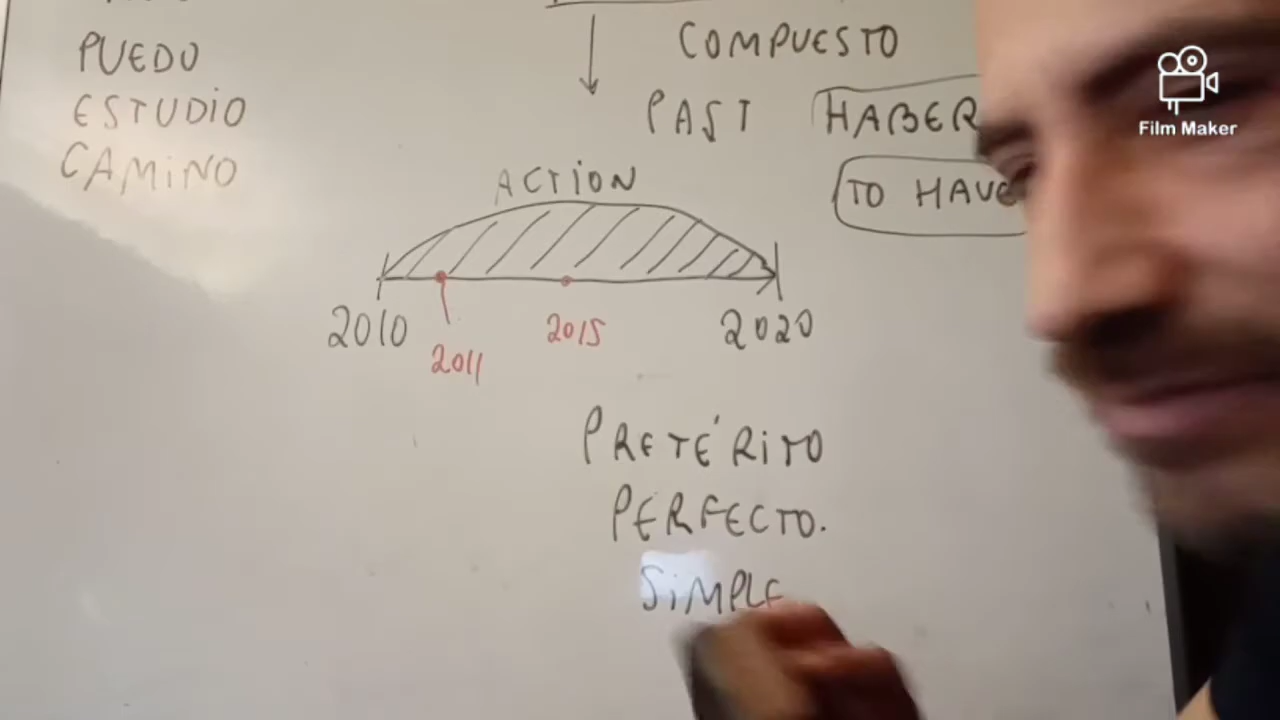 PUEDO
ESTUDIO
CAMINO
COMPUESTO
PAST HABER
TO HAVE
ACTION
2010
2011
2015
2020
PRETÉRITO
PERFECTO.
SIMPLE
Film Maker